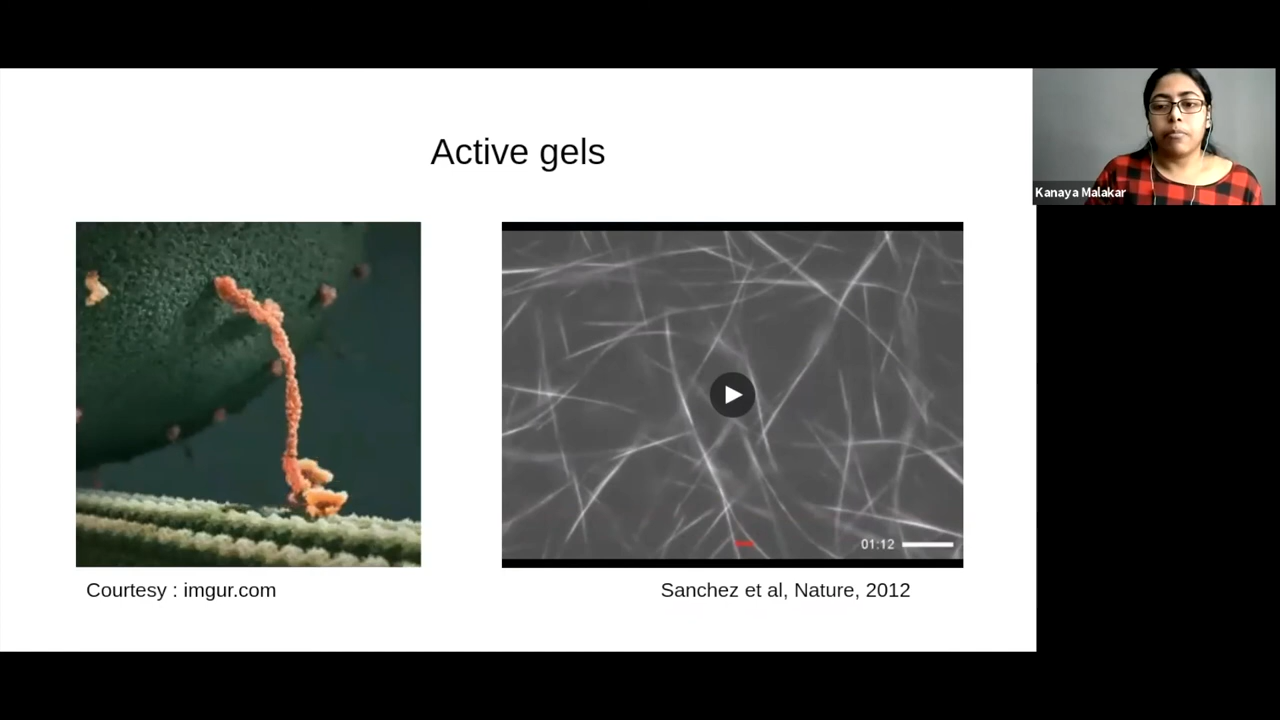 Active gels
Kanaya Malakar
01:12
Courtesy : imgur.com
Sanchez et al, Nature, 2012